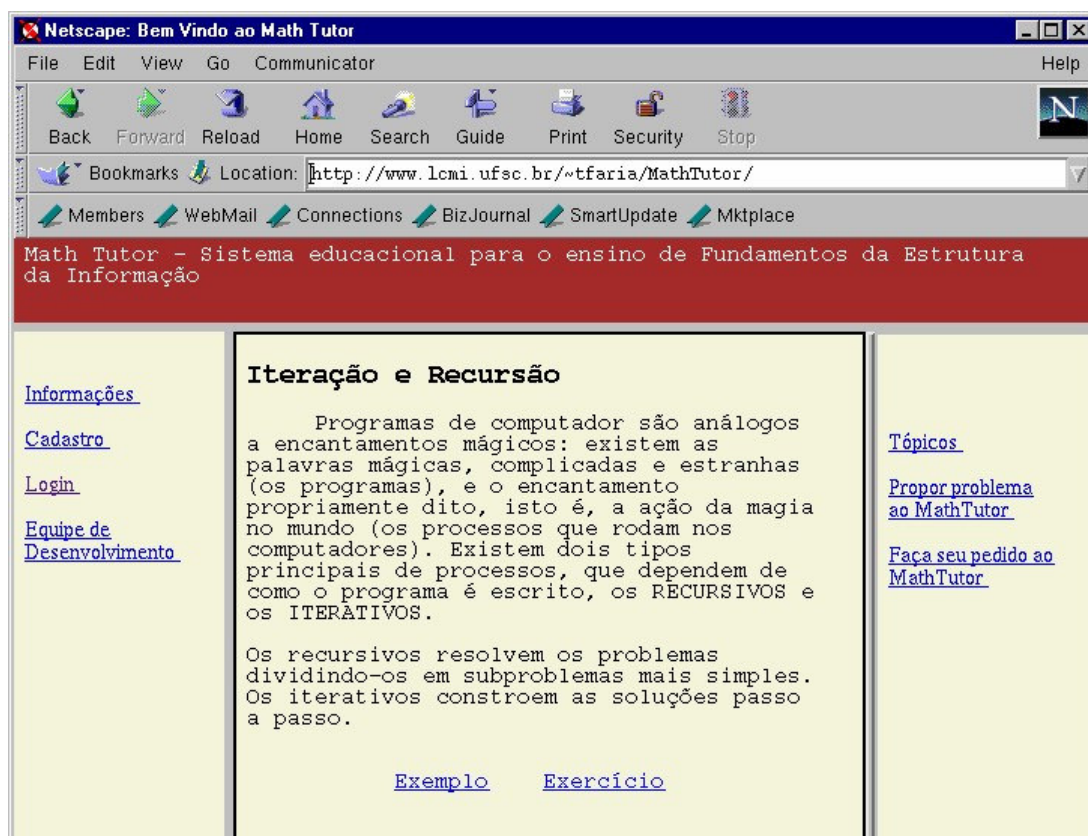 Netscape: Bem Vindo ao Math Tutor
File Edit View Go Communicator Help
Back Forward Reload Home Search Guide Print Security Stop
N
Bookmarks Location: http://www.lcmi.ufsc.br/~tfaria/MathTutor/
Members WebMail Connections BizJournal SmartUpdate Mktplace
Math Tutor - Sistema educacional para o ensino de Fundamentos da Estrutura
da Informação
Informações
Cadastro
Login
Equipe de
Desenvolvimento
Iteração e Recursão
Programas de computador são análogos
a encantamentos mágicos: existem as
palavras mágicas, complicadas e estranhas
(os programas), e o encantamento
propriamente dito, isto é, a ação da magia
no mundo (os processos que rodam nos
computadores). Existem dois tipos
principais de processos, que dependem de
como o programa é escrito, os RECURSIVOS e
os ITERATIVOS.
Os recursivos resolvem os problemas
dividindo-os em subproblemas mais simples.
Os iterativos constroem as soluções passo
a passo.
Exemplo Exercício
Tópicos
Propor problema
ao MathTutor
Faça seu pedido ao
MathTutor